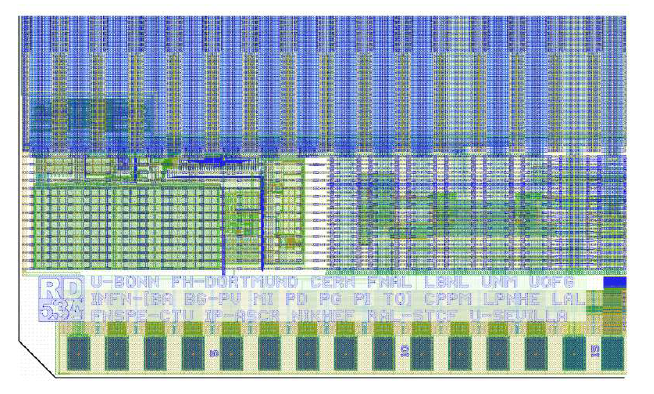 RD
53A
U-BONN FH-DORTMUND CERN FNAL LBNL UNM UOFG
INFN-(BA BG-PV MI PD PG PI TO) CPPM LPNHE LAL
FNSPE-CTU IP-ASCR NIKHEF RAL-STCF U-SEVILLA
5
10
15